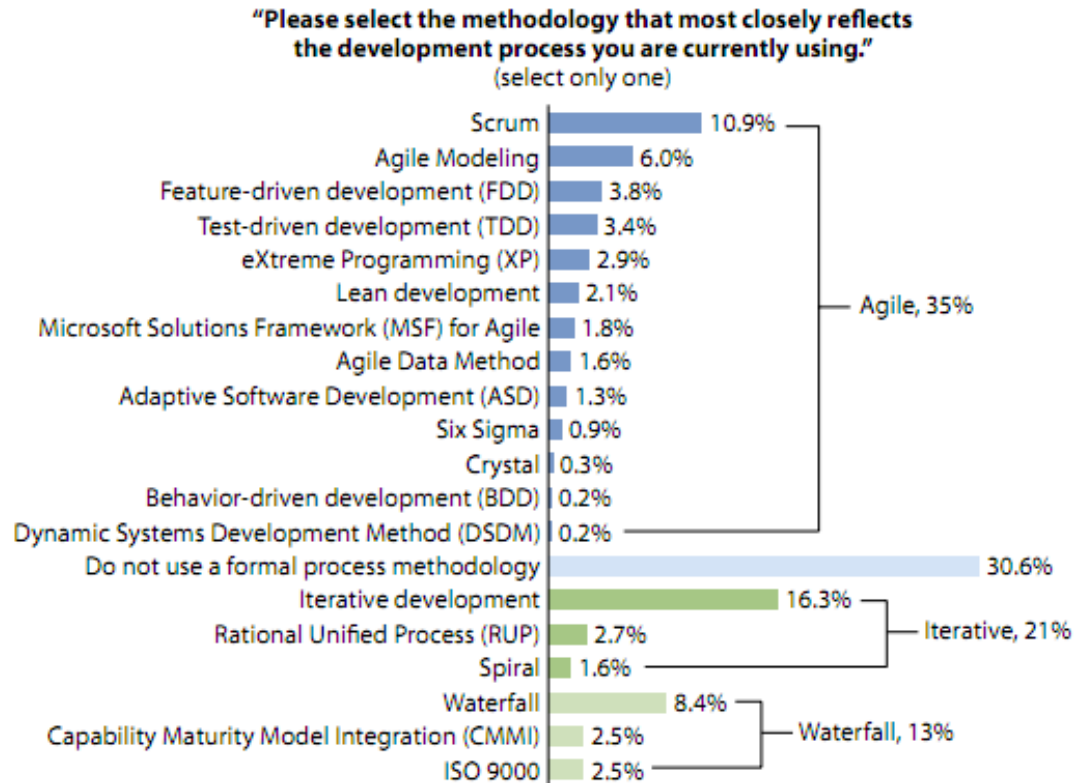 “Please select the methodology that most closely reflects
the development process you are currently using.”
(select only one)
Scrum 10.9%
Agile Modeling 6.0%
Feature-driven development (FDD) 3.8%
Test-driven development (TDD) 3.4%
eXtreme Programming (XP) 2.9%
Lean development 2.1%
Agile, 35%
Microsoft Solutions Framework (MSF) for Agile 1.8%
Agile Data Method 1.6%
Adaptive Software Development (ASD) 1.3%
Six Sigma 0.9%
Crystal 0.3%
Behavior-driven development (BDD) 0.2%
Dynamic Systems Development Method (DSDM) 0.2%
Do not use a formal process methodology 30.6%
Iterative development 16.3%
Rational Unified Process (RUP) 2.7%
Iterative, 21%
Spiral 1.6%
Waterfall 8.4%
Capability Maturity Model Integration (CMMI) 2.5%
Waterfall, 13%
ISO 9000 2.5%